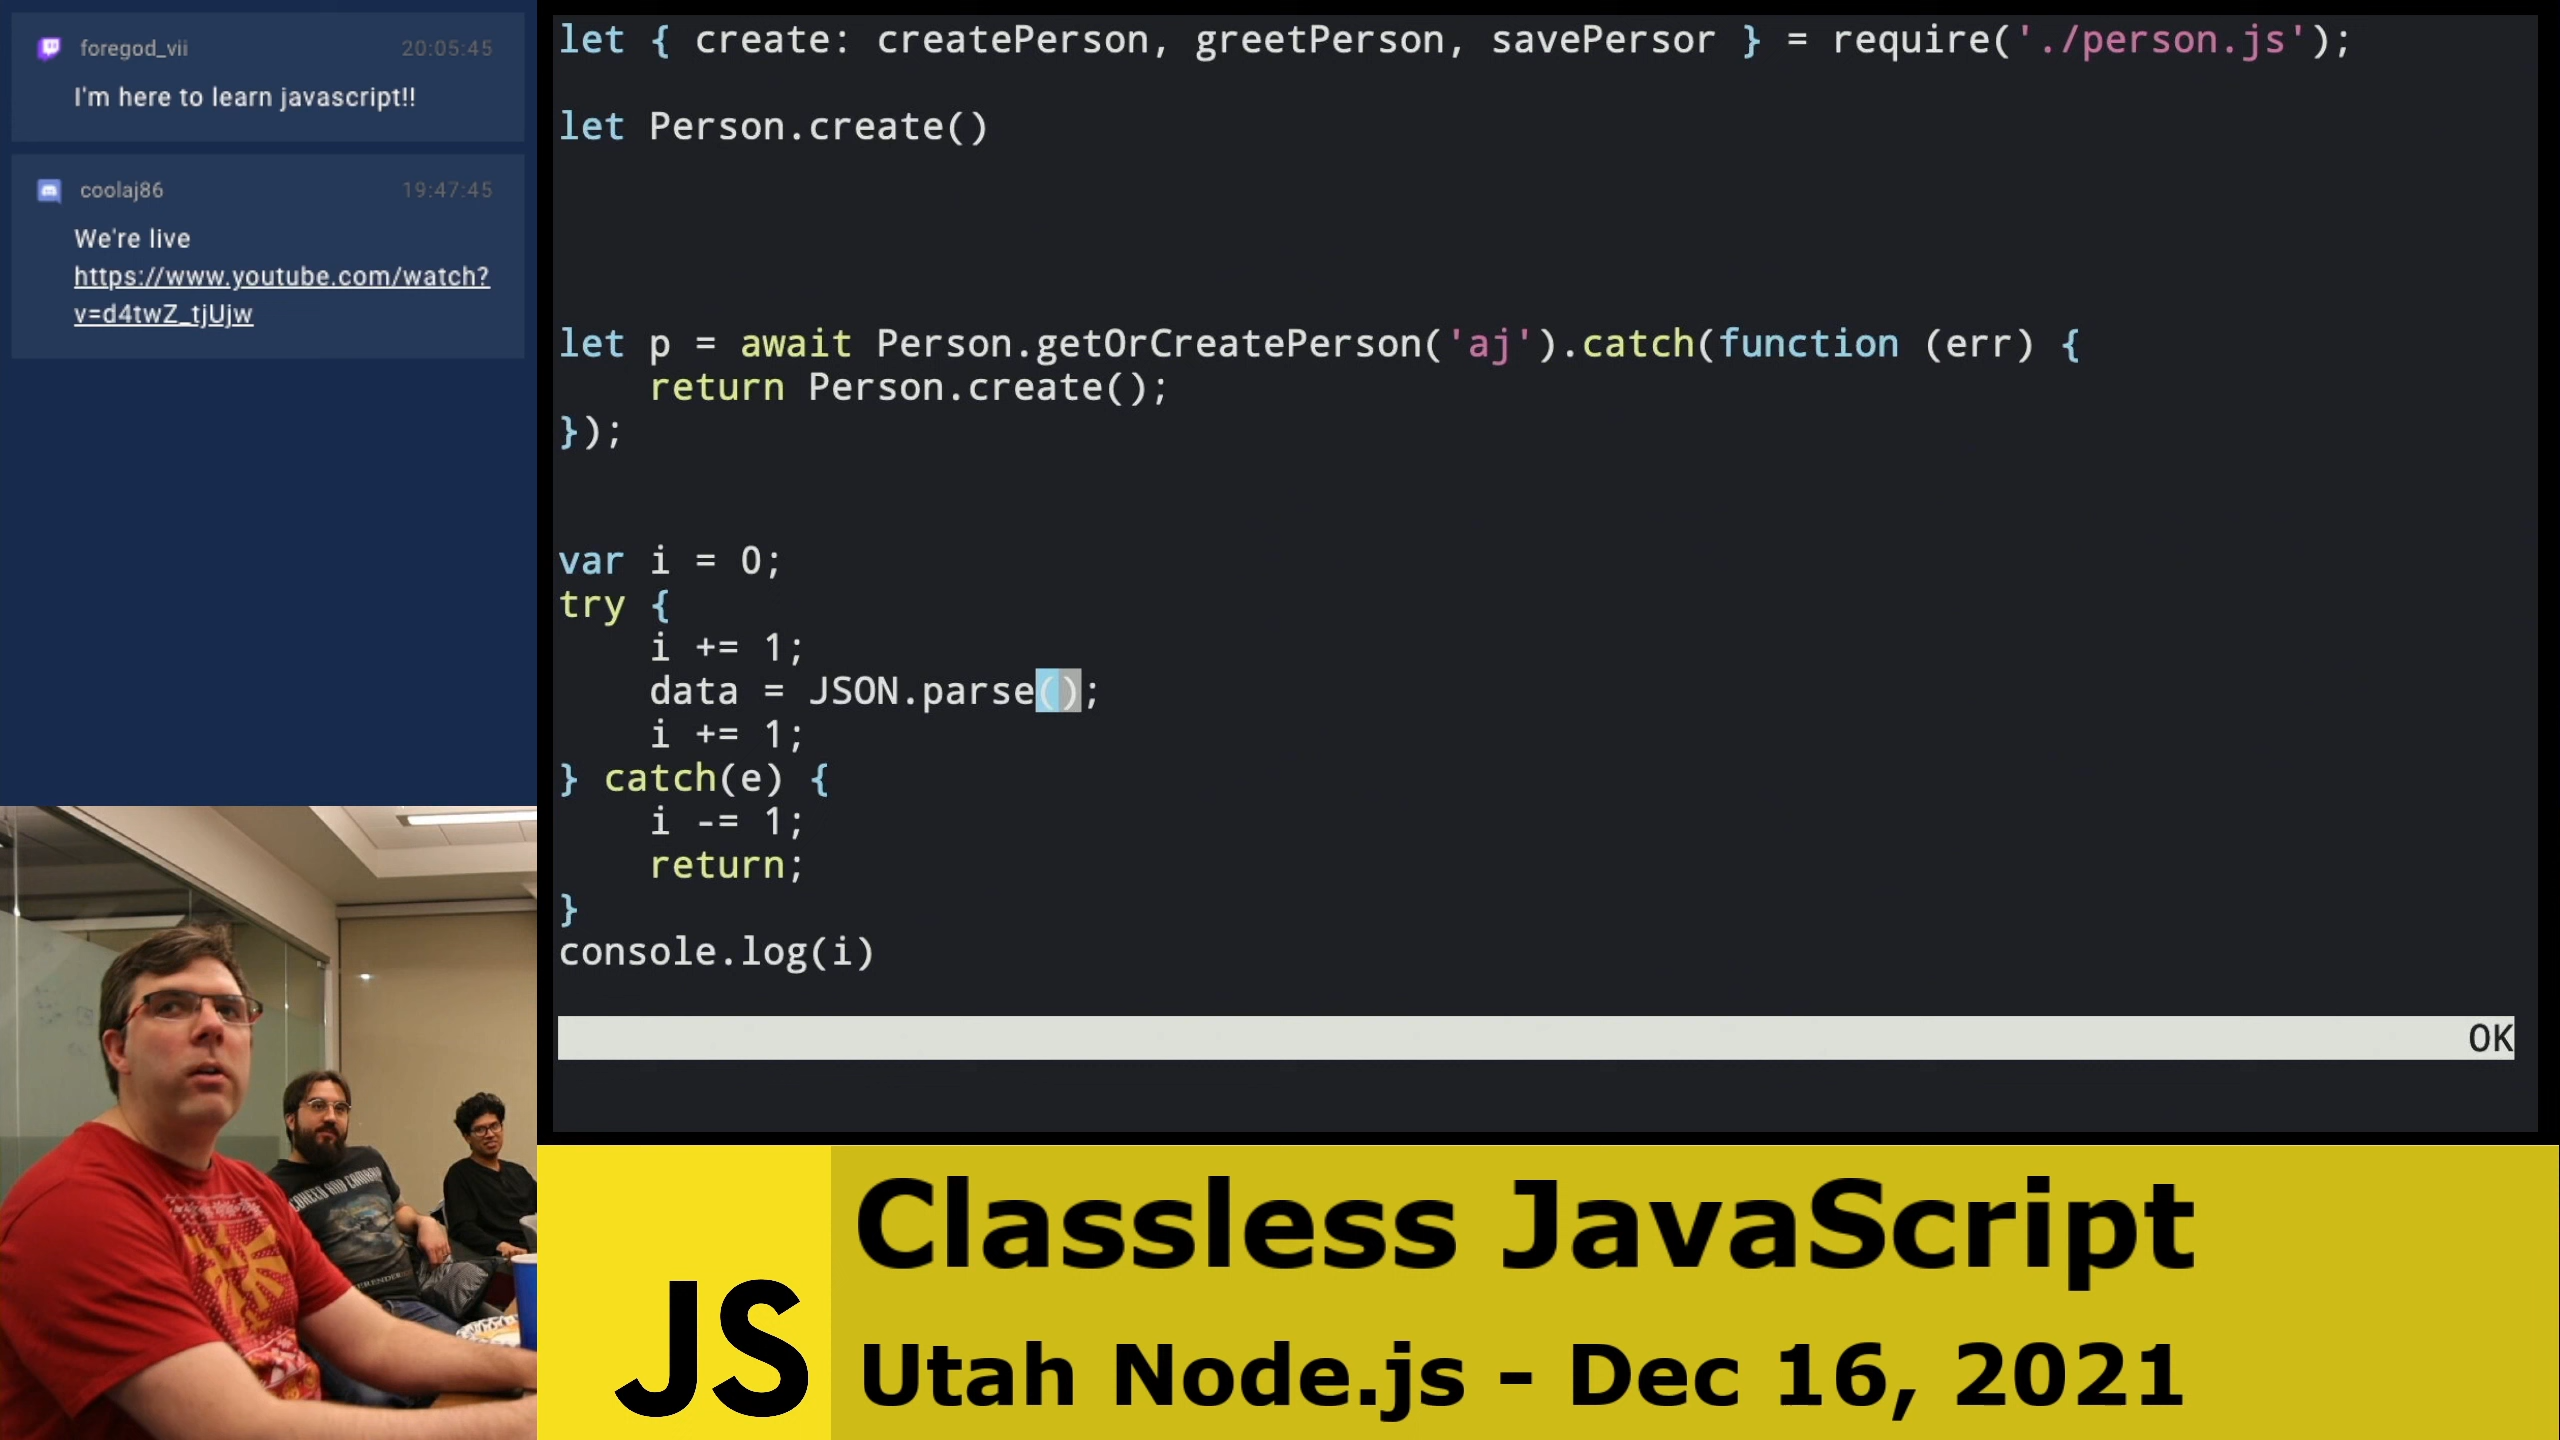 foregod_vii 20:05:45
I'm here to learn javascript!!
coolaj86 19:47:45
We're live
https://www.youtube.com/watch?
v=d4twZ_tjUjw
let { create: createPerson, greetPerson, savePersor } = require('./person.js');
let Person.create()
let p = await Person.getOrCreatePerson('aj').catch(function (err) {
    return Person.create();
});
var i = 0;
try {
    i += 1;
    data = JSON.parse();
    i += 1;
} catch(e) {
    i -= 1;
    return;
}
console.log(i)
OK
COHEED AND CAMBRIA
JS
Classless JavaScript
Utah Node.js - Dec 16, 2021